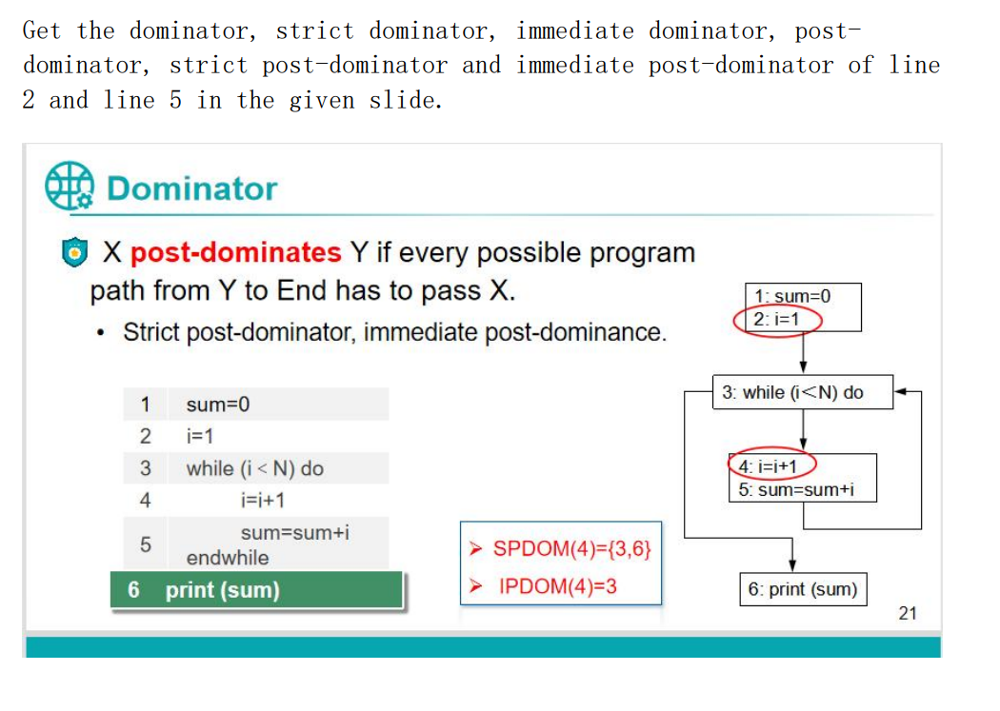 Get the dominator, strict dominator, immediate dominator, post-
dominator, strict post-dominator and immediate post-dominator of line
2 and line 5 in the given slide.
Dominator
X post-dominates Y if every possible program
path from Y to End has to pass X.
• Strict post-dominator, immediate post-dominance.
1 sum=0
2 i=1
3 while (i < N) do
4 i=i+1
5 sum=sum+i
endwhile
6 print (sum)
➢ SPDOM(4)={3,6}
➢ IPDOM(4)=3
1: sum=0
2: i=1
3: while (i<N) do
4: i=i+1
5: sum=sum+i
6: print (sum)
21